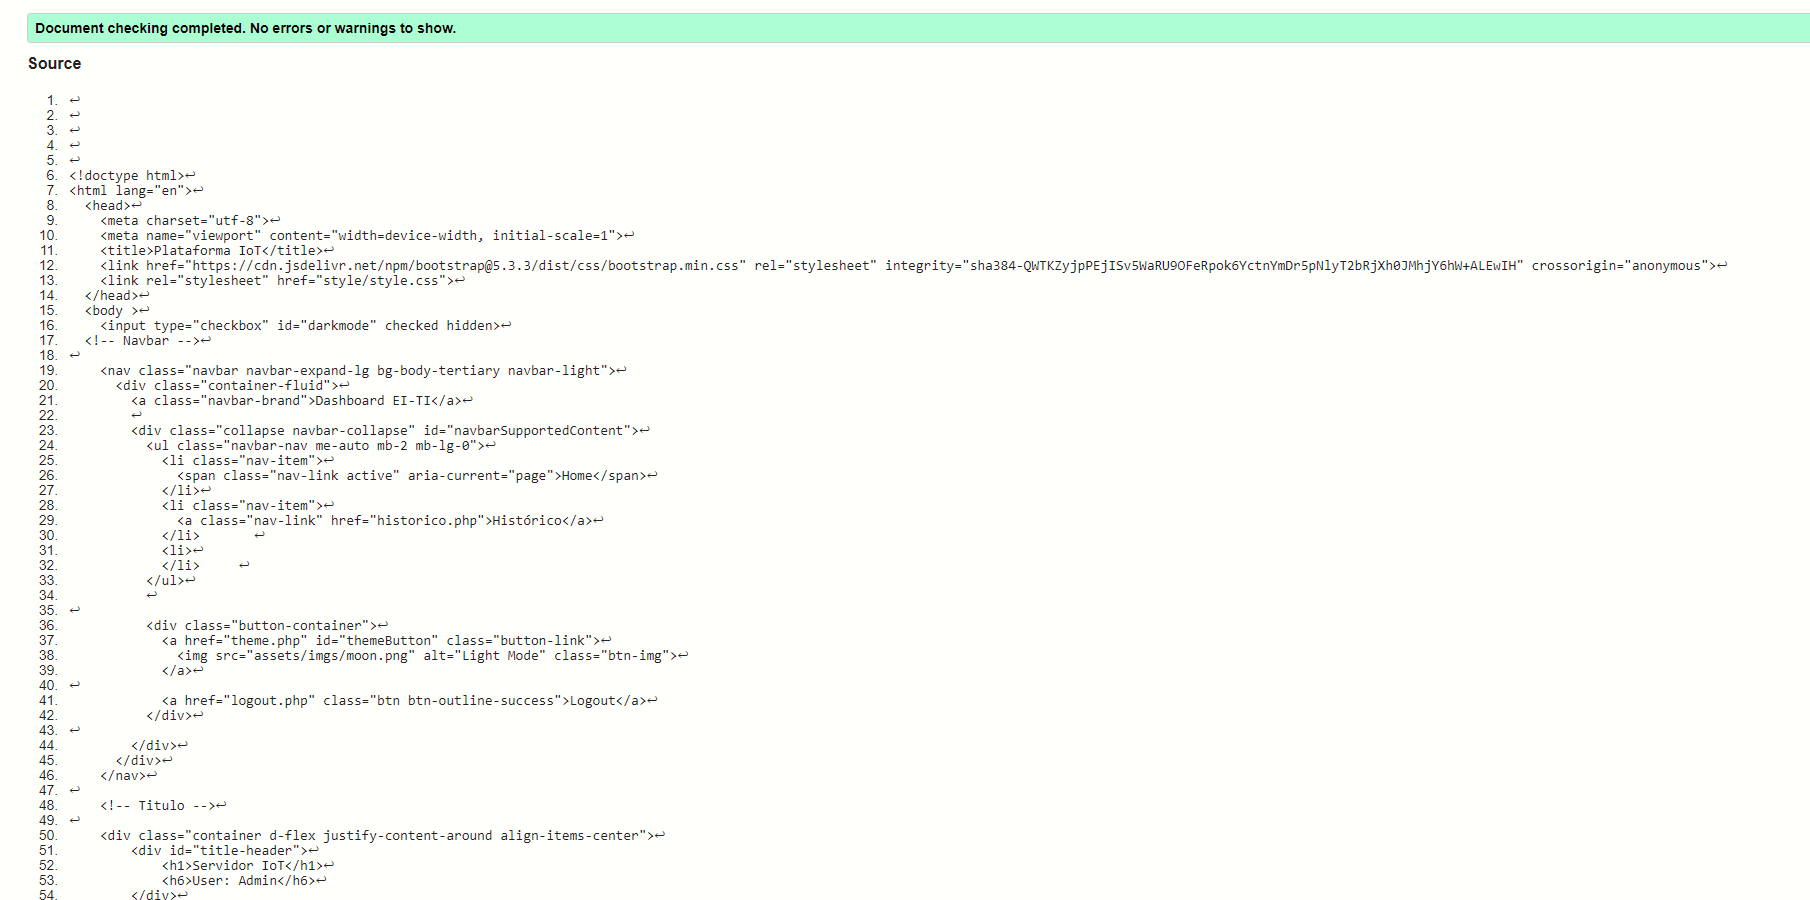 Document checking completed. No errors or warnings to show.
Source
1. ↩
2. ↩
3. ↩
4. ↩
5. ↩
6. <!doctype html>↩
7. <html lang="en">↩
8.   <head>↩
9.     <meta charset="utf-8">↩
10.     <meta name="viewport" content="width=device-width, initial-scale=1">↩
11.     <title>Plataforma IoT</title>↩
12.     <link href="https://cdn.jsdelivr.net/npm/bootstrap@5.3.3/dist/css/bootstrap.min.css" rel="stylesheet" integrity="sha384-QWTKZyjpPEjISv5WaRU9OFeRpok6YctnYmDr5pNlyT2bRjXh0JMhjY6hW+ALEwIH" crossorigin="anonymous">↩
13.     <link rel="stylesheet" href="style/style.css">↩
14.   </head>↩
15.   <body >↩
16.     <input type="checkbox" id="darkmode" checked hidden>↩
17.   <!-- Navbar -->↩
18. ↩
19.     <nav class="navbar navbar-expand-lg bg-body-tertiary navbar-light">↩
20.       <div class="container-fluid">↩
21.         <a class="navbar-brand">Dashboard EI-TI</a>↩
22.         ↩
23.         <div class="collapse navbar-collapse" id="navbarSupportedContent">↩
24.           <ul class="navbar-nav me-auto mb-2 mb-lg-0">↩
25.             <li class="nav-item">↩
26.               <span class="nav-link active" aria-current="page">Home</span>↩
27.             </li>↩
28.             <li class="nav-item">↩
29.               <a class="nav-link" href="historico.php">Histórico</a>↩
30.             </li>       ↩
31.             <li>↩
32.             </li>     ↩
33.           </ul>↩
34.           ↩
35. ↩
36.           <div class="button-container">↩
37.             <a href="theme.php" id="themeButton" class="button-link">↩
38.               <img src="assets/imgs/moon.png" alt="Light Mode" class="btn-img">↩
39.             </a>↩
40. ↩
41.             <a href="logout.php" class="btn btn-outline-success">Logout</a>↩
42.           </div>↩
43. ↩
44.         </div>↩
45.       </div>↩
46.     </nav>↩
47. ↩
48.     <!-- Titulo -->↩
49. ↩
50.     <div class="container d-flex justify-content-around align-items-center">↩
51.         <div id="title-header">↩
52.             <h1>Servidor IoT</h1>↩
53.             <h6>User: Admin</h6>↩
54.         </div>↩